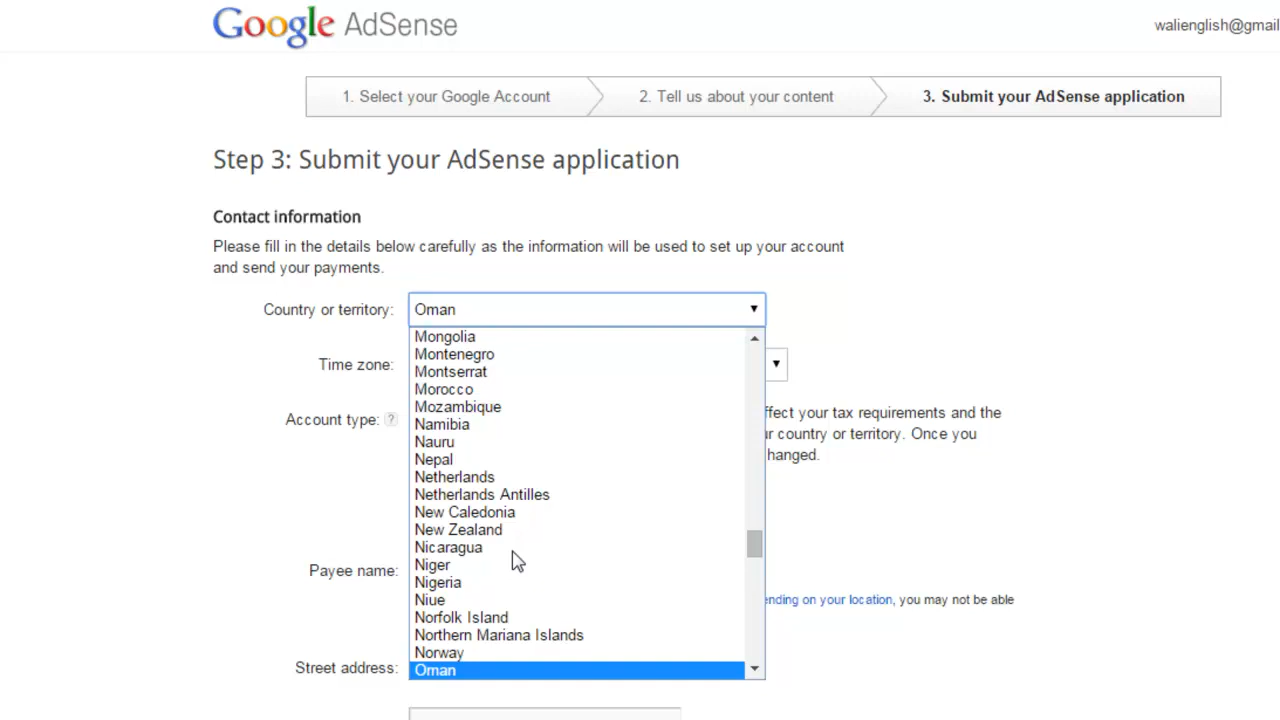 Google AdSense
walienglish@gmail
1. Select your Google Account
2. Tell us about your content
3. Submit your AdSense application
Step 3: Submit your AdSense application
Contact information
Please fill in the details below carefully as the information will be used to set up your account
and send your payments.
Country or territory:
Oman
Mongolia
Montenegro
Montserrat
Morocco
Mozambique
Namibia
Nauru
Nepal
Netherlands
Netherlands Antilles
New Caledonia
New Zealand
Nicaragua
Niger
Nigeria
Niue
Norfolk Island
Northern Mariana Islands
Norway
Oman
Time zone:
Account type: ?
ffect your tax requirements and the
ur country or territory. Once you
hanged.
Payee name:
ending on your location, you may not be able
Street address: